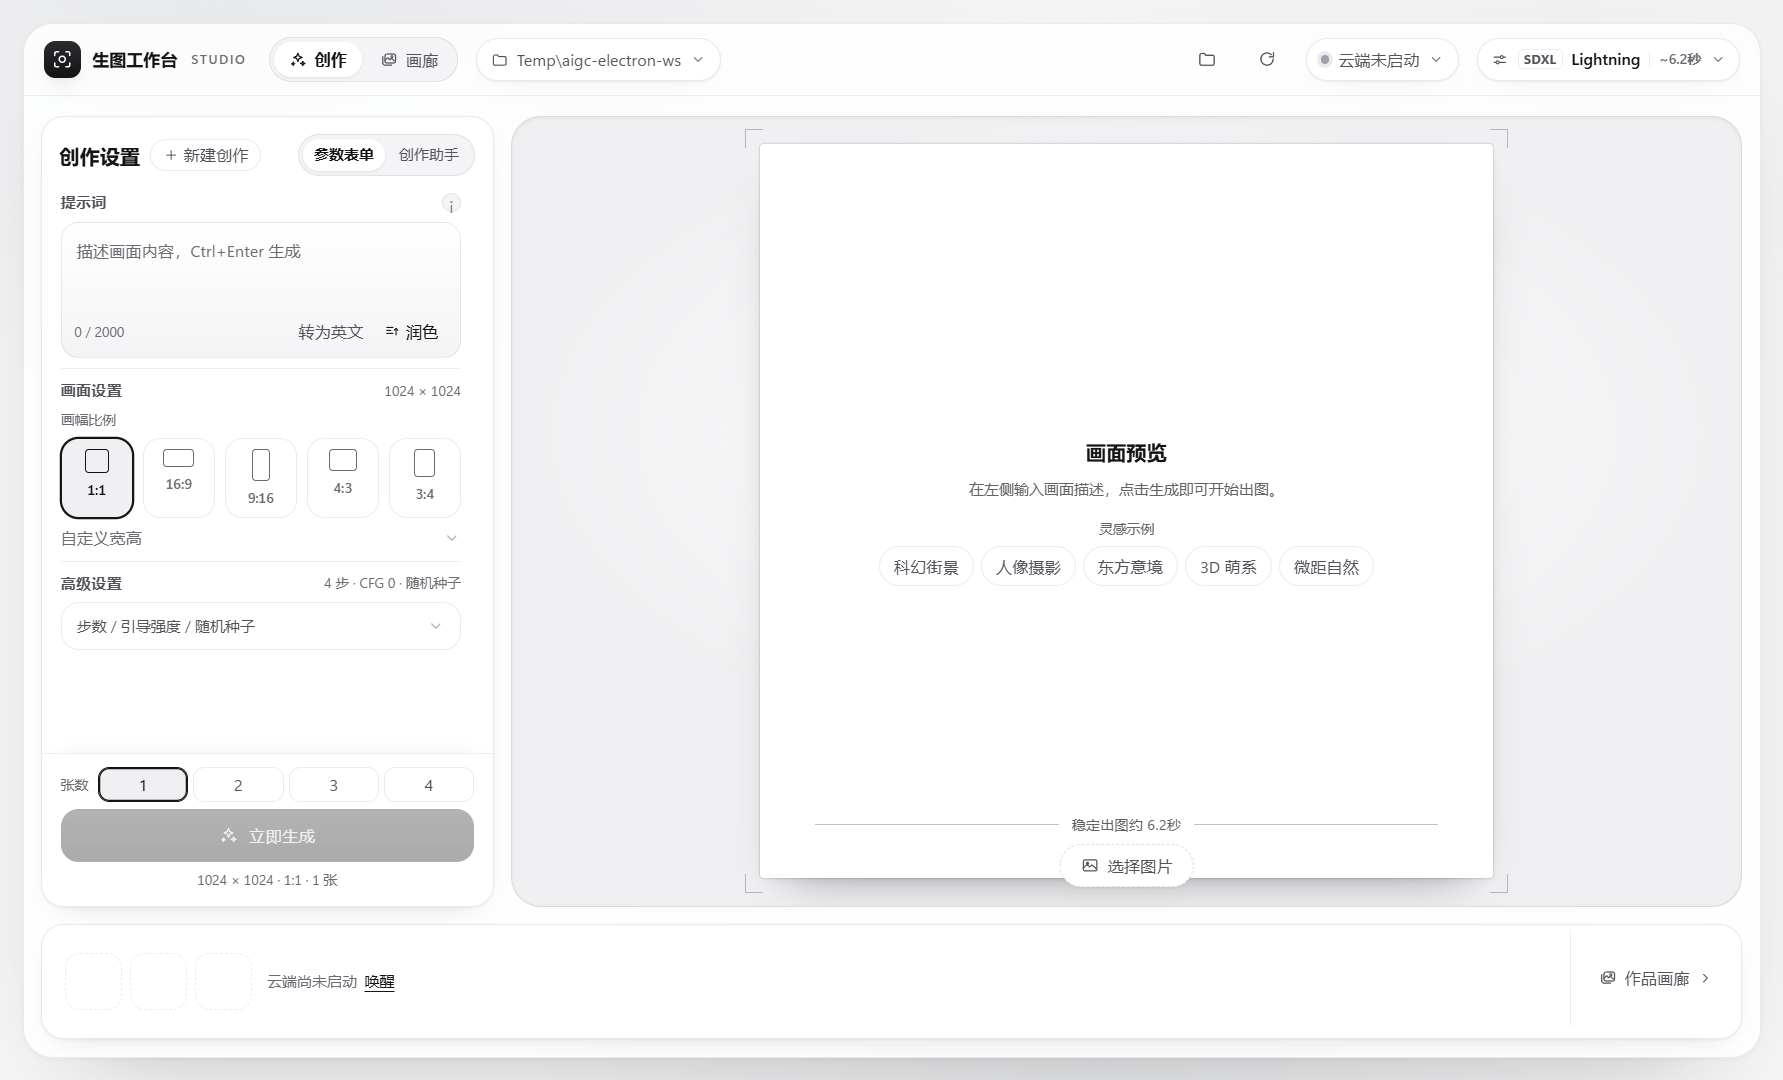 生图工作台 STUDIO 创作 画廊 Temp\aigc-electron-ws 云端未启动 SDXL Lightning ~6.2秒
创作设置 + 新建创作 参数表单 创作助手
提示词 i
描述画面内容，Ctrl+Enter 生成
0 / 2000 转为英文 润色
画面设置 1024 × 1024
画幅比例
1:1 16:9 9:16 4:3 3:4
自定义宽高
高级设置 4 步 · CFG 0 · 随机种子
步数 / 引导强度 / 随机种子
张数 1 2 3 4
立即生成
1024 × 1024 · 1:1 · 1 张
画面预览
在左侧输入画面描述，点击生成即可开始出图。
灵感示例
科幻街景 人像摄影 东方意境 3D 萌系 微距自然
稳定出图约 6.2秒
选择图片
云端尚未启动 唤醒
作品画廊